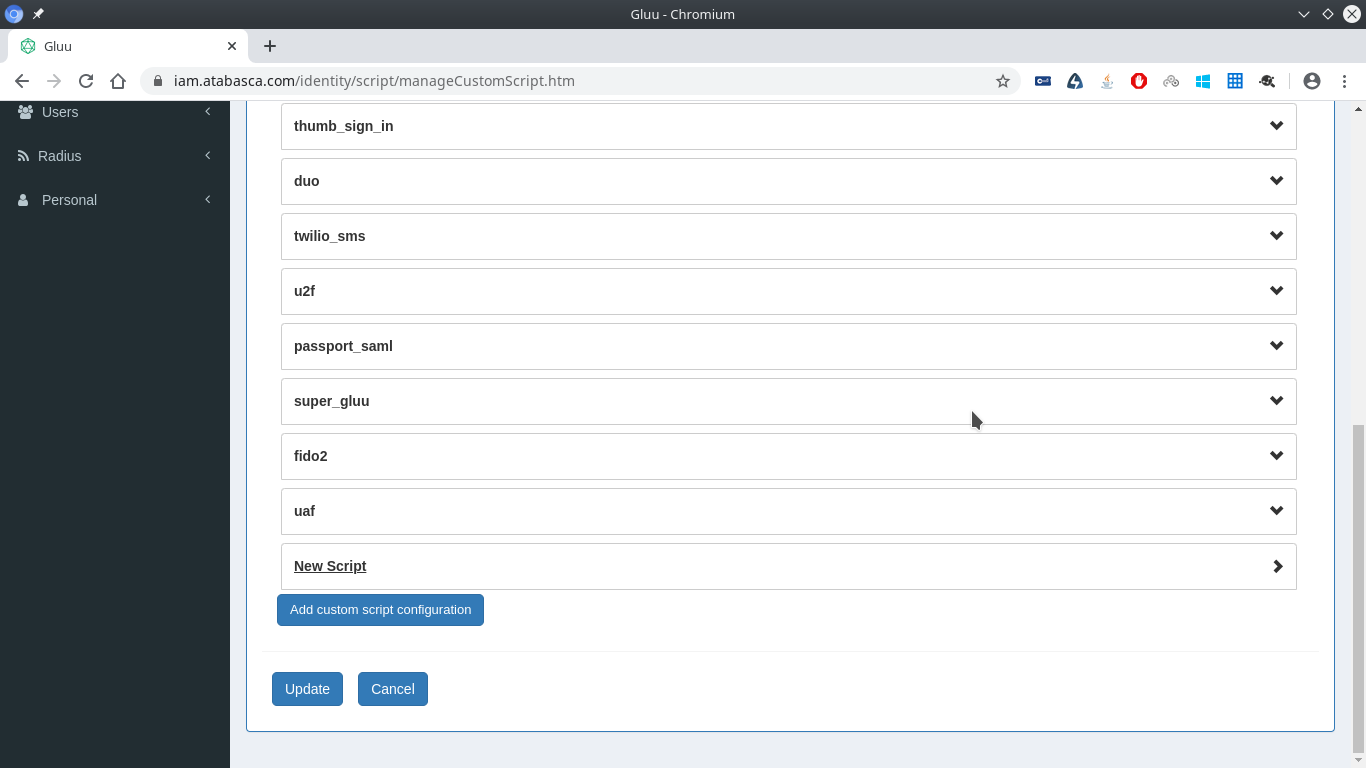 Gluu - Chromium
Gluu
iam.atabasca.com/identity/script/manageCustomScript.htm
Users
Radius
Personal
thumb_sign_in
duo
twilio_sms
u2f
passport_saml
super_gluu
fido2
uaf
New Script
Add custom script configuration
Update Cancel